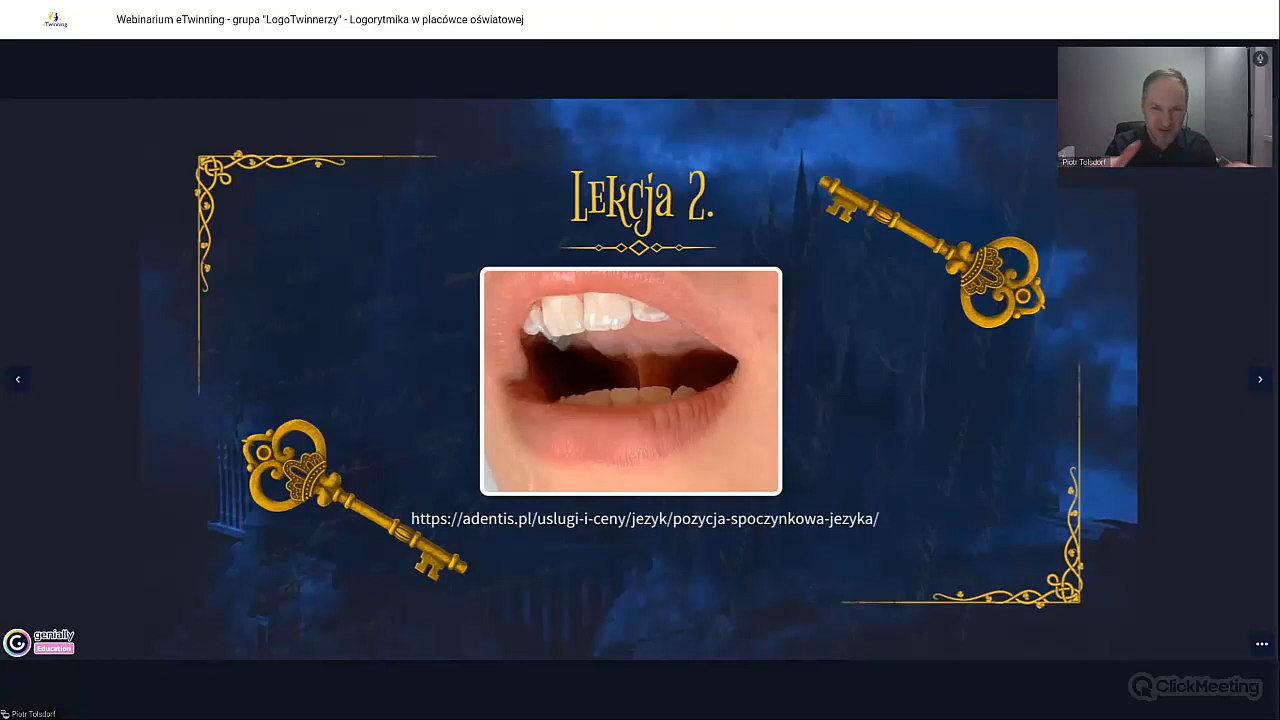 eTwinning
Webinarium eTwinning - grupa "LogoTwinnerzy" - Logorytmika w placówce oświatowej
Piotr Tolsdorf
Lekcja 2.
https://adentis.pl/uslugi-i-ceny/jezyk/pozycja-spoczynkowa-jezyka/
genially
Education
ClickMeeting
Piotr Tolsdorf